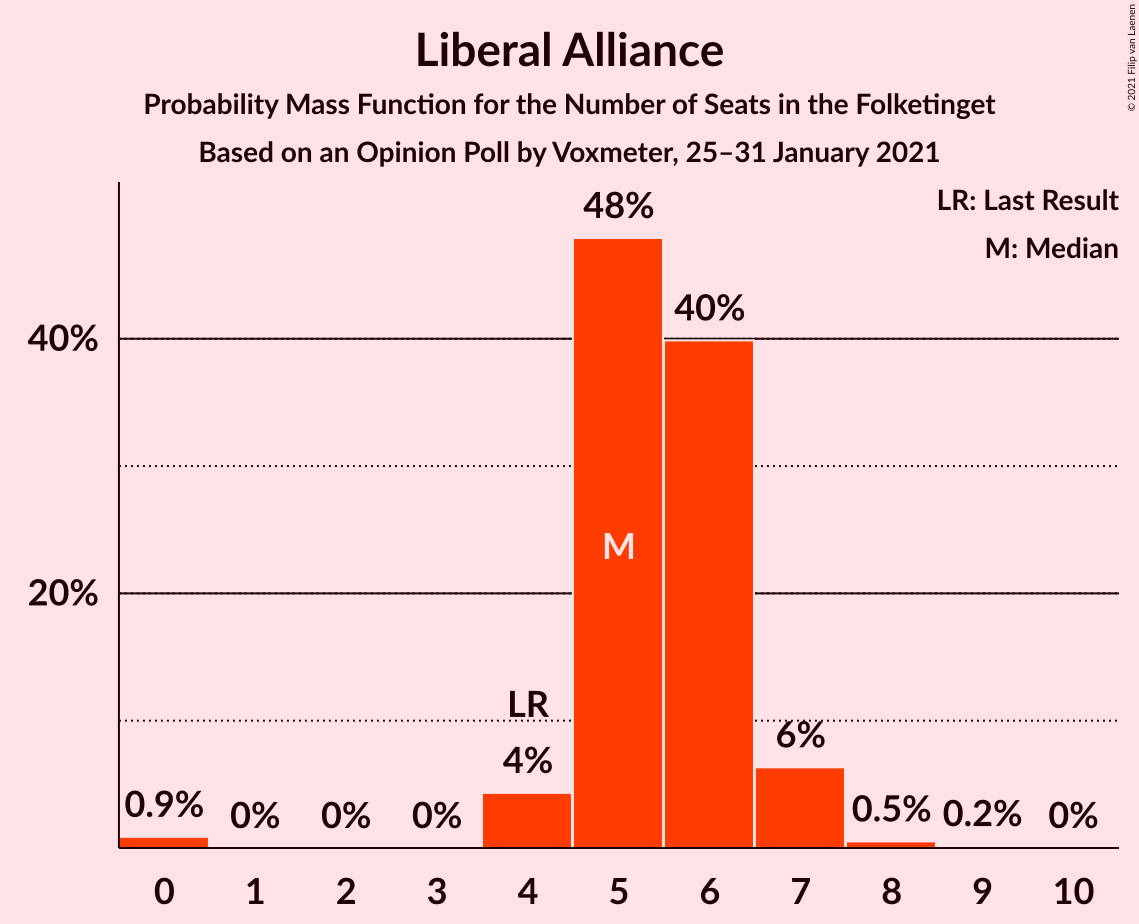 Liberal Alliance
Probability Mass Function for the Number of Seats in the Folketinget
Based on an Opinion Poll by Voxmeter, 25–31 January 2021
© 2021 Filip van Laenen
LR: Last Result
M: Median
48%
40%
40%
20%
M
LR
4%
6%
0.9%
0%
0%
0%
0.5%
0.2%
0%
0 1 2 3 4 5 6 7 8 9 10